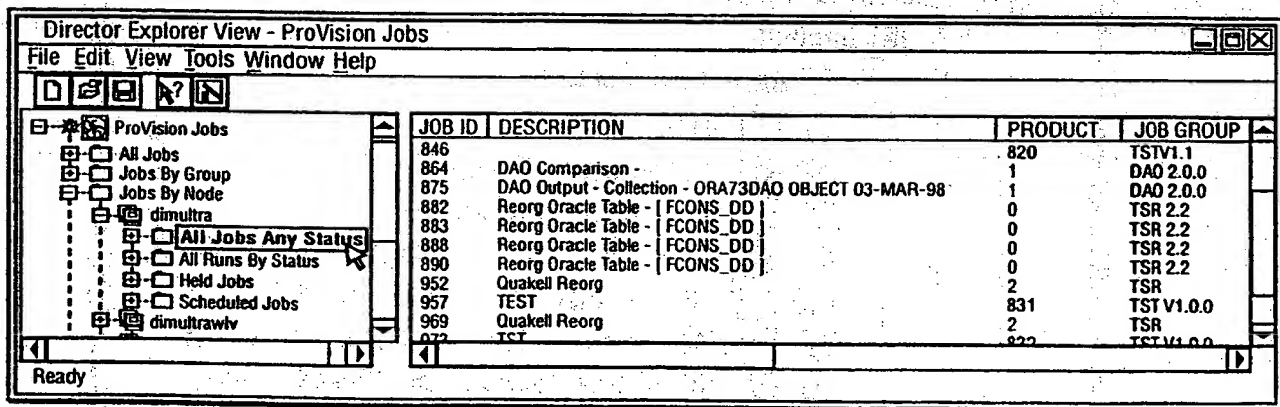 Director Explorer View - ProVision Jobs
File Edit View Tools Window Help
ProVision Jobs
All Jobs
Jobs By Group
Jobs By Node
dimultra
All Jobs Any Status
All Runs By Status
Held Jobs
Scheduled Jobs
dimultrawlv
JOB ID DESCRIPTION PRODUCT JOB GROUP
846 820 TSTV1.1
864 DAO Comparison - 1 DAO 2.0.0
875 DAO Output - Collection - ORA73DAO OBJECT 03-MAR-98 1 DAO 2.0.0
882 Reorg Oracle Table - [ FCONS_DD ] 0 TSR 2.2
883 Reorg Oracle Table - [ FCONS_DD ] 0 TSR 2.2
888 Reorg Oracle Table - [ FCONS_DD ] 0 TSR 2.2
890 Reorg Oracle Table - [ FCONS_DD ] 0 TSR 2.2
952 Quakell Reorg 2 TSR
957 TEST 831 TST V1.0.0
969 Quakell Reorg 2 TSR
TST TST V1.0.0
Ready